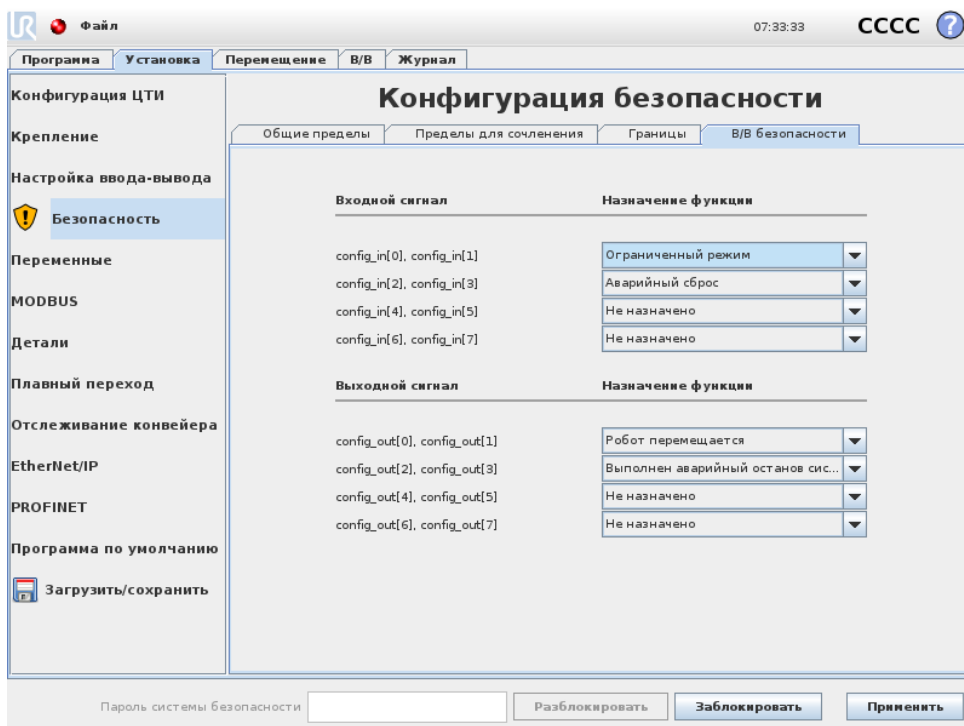 UR Файл 07:33:33 CCCC ?
Программа Установка Перемещение В/В Журнал
Конфигурация ЦТИ
Крепление
Настройка ввода-вывода
Безопасность
Переменные
MODBUS
Детали
Плавный переход
Отслеживание конвейера
EtherNet/IP
PROFINET
Программа по умолчанию
Загрузить/сохранить
Конфигурация безопасности
Общие пределы Пределы для сочленения Границы В/В безопасности
Входной сигнал Назначение функции
config_in[0], config_in[1] Ограниченный режим
config_in[2], config_in[3] Аварийный сброс
config_in[4], config_in[5] Не назначено
config_in[6], config_in[7] Не назначено
Выходной сигнал Назначение функции
config_out[0], config_out[1] Робот перемещается
config_out[2], config_out[3] Выполнен аварийный останов сис...
config_out[4], config_out[5] Не назначено
config_out[6], config_out[7] Не назначено
Пароль системы безопасности Разблокировать Заблокировать Применить